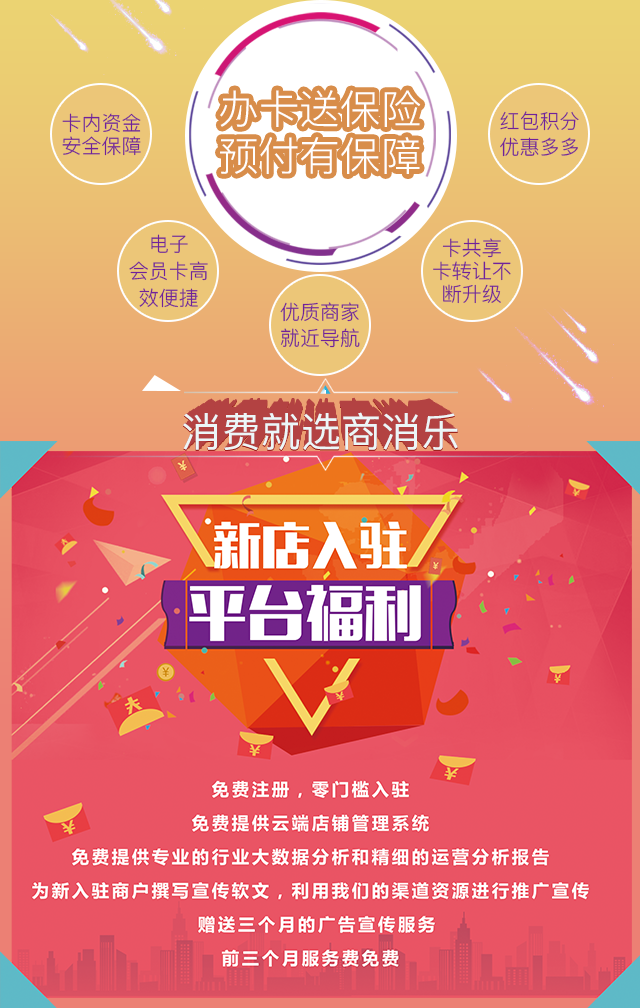 办卡送保险
预付有保障
卡内资金
安全保障
红包积分
优惠多多
电子
会员卡高
效便捷
卡共享
卡转让不
断升级
优质商家
就近导航
消费就选商消乐
新店入驻
平台福利
大
¥
¥
¥
¥
¥
¥
¥
免费注册，零门槛入驻
免费提供云端店铺管理系统
免费提供专业的行业大数据分析和精细的运营分析报告
为新入驻商户撰写宣传软文，利用我们的渠道资源进行推广宣传
赠送三个月的广告宣传服务
前三个月服务费免费